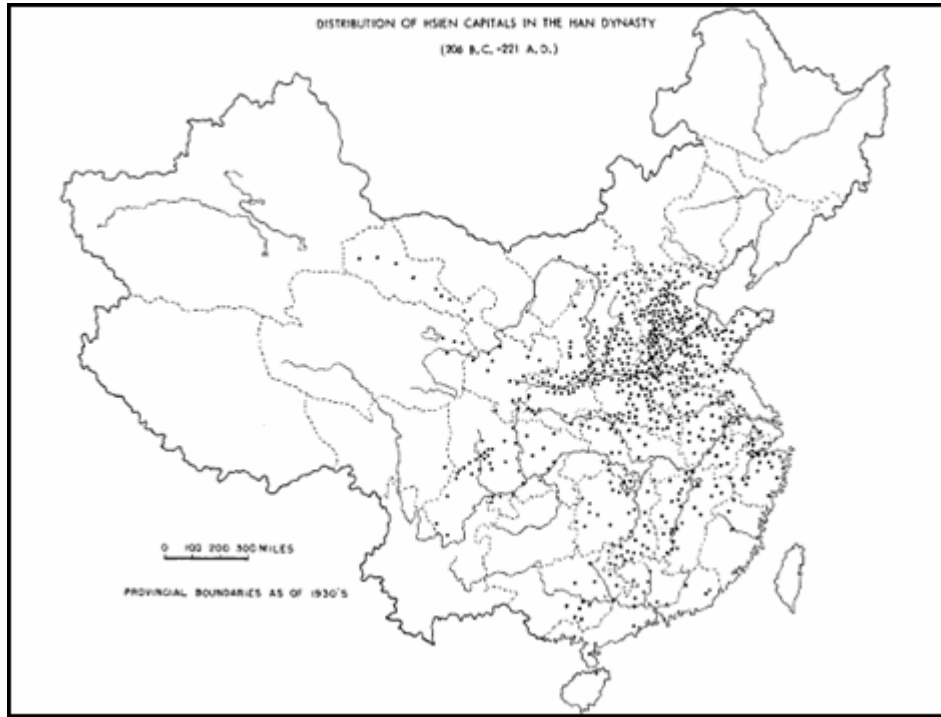 DISTRIBUTION OF HSIEN CAPITALS IN THE HAN DYNASTY
(206 B.C.-221 A.D.)
0 100 200 300 MILES
PROVINCIAL BOUNDARIES AS OF 1930'S